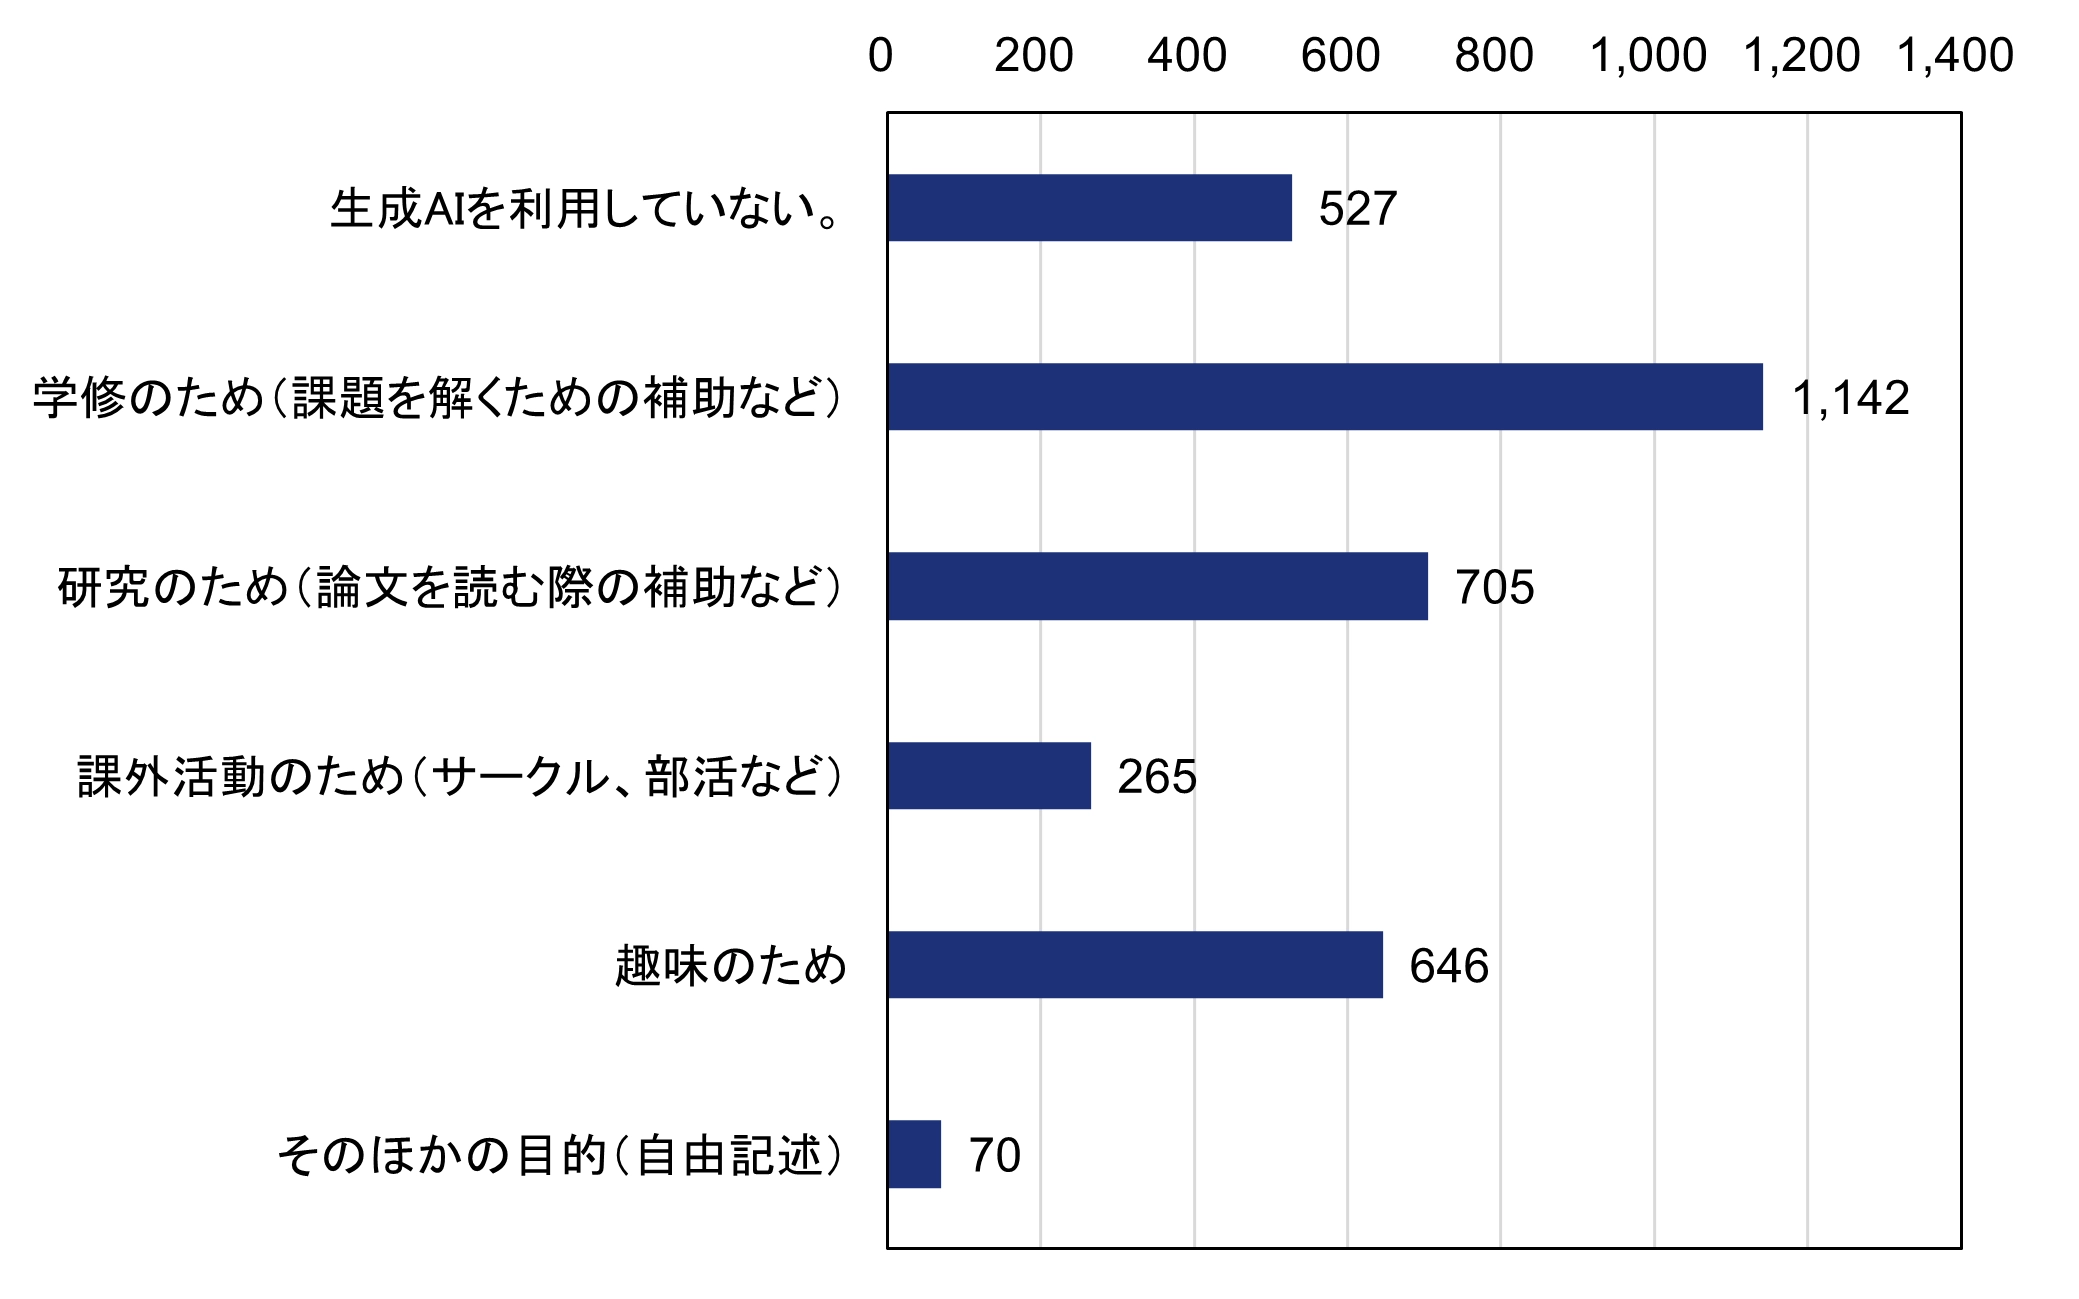 0 200 400 600 800 1,000 1,200 1,400
生成AIを利用していない。 527
学修のため（課題を解くための補助など） 1,142
研究のため（論文を読む際の補助など） 705
課外活動のため（サークル、部活など） 265
趣味のため 646
そのほかの目的（自由記述） 70